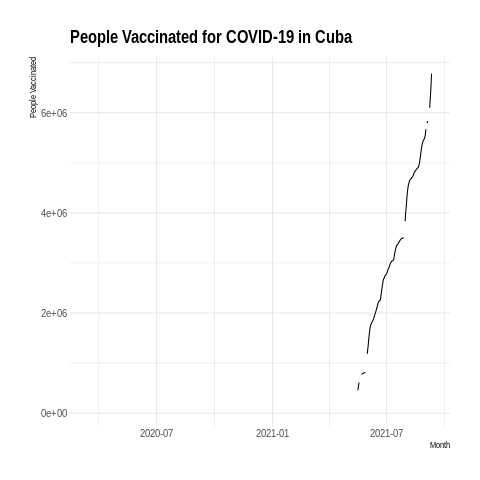 People Vaccinated for COVID-19 in Cuba
People Vaccinated
6e+06
4e+06
2e+06
0e+00
2020-07 2021-01 2021-07
Month